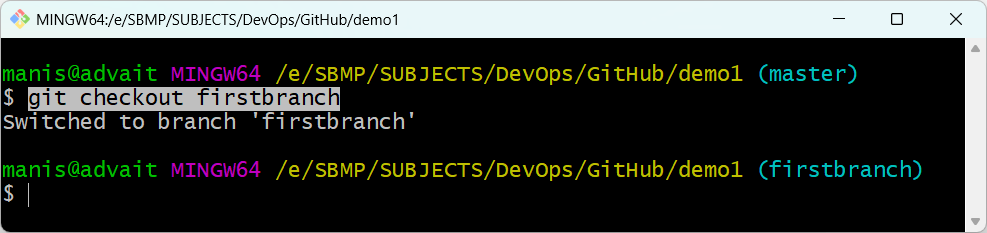 MINGW64:/e/SBMP/SUBJECTS/DevOps/GitHub/demo1
manis@advait MINGW64 /e/SBMP/SUBJECTS/DevOps/GitHub/demo1 (master)
$ git checkout firstbranch
Switched to branch 'firstbranch'
manis@advait MINGW64 /e/SBMP/SUBJECTS/DevOps/GitHub/demo1 (firstbranch)
$